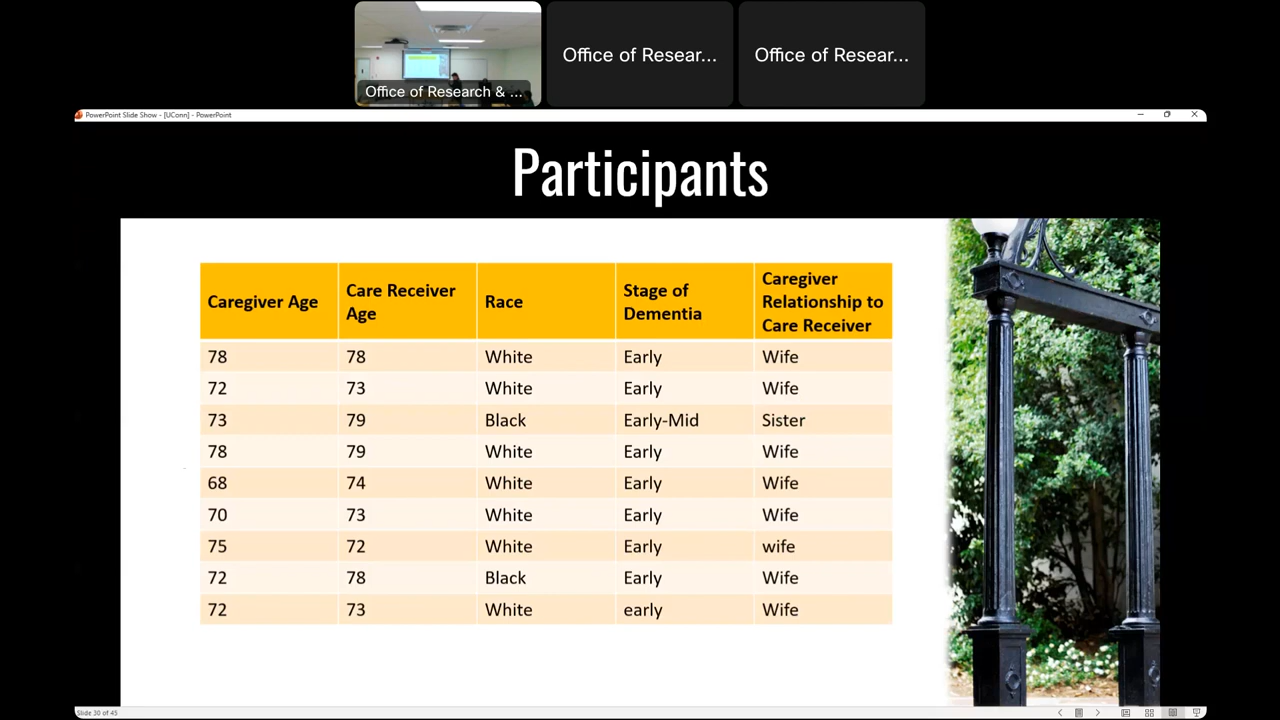 Office of Research & ...
Office of Resear...
Office of Resear...
PowerPoint Slide Show - [UConn] - PowerPoint
Participants
Caregiver Age
Care Receiver
Age
Race
Stage of
Dementia
Caregiver
Relationship to
Care Receiver
78 78 White Early Wife
72 73 White Early Wife
73 79 Black Early-Mid Sister
78 79 White Early Wife
68 74 White Early Wife
70 73 White Early Wife
75 72 White Early wife
72 78 Black Early Wife
72 73 White early Wife
Slide 30 of 45